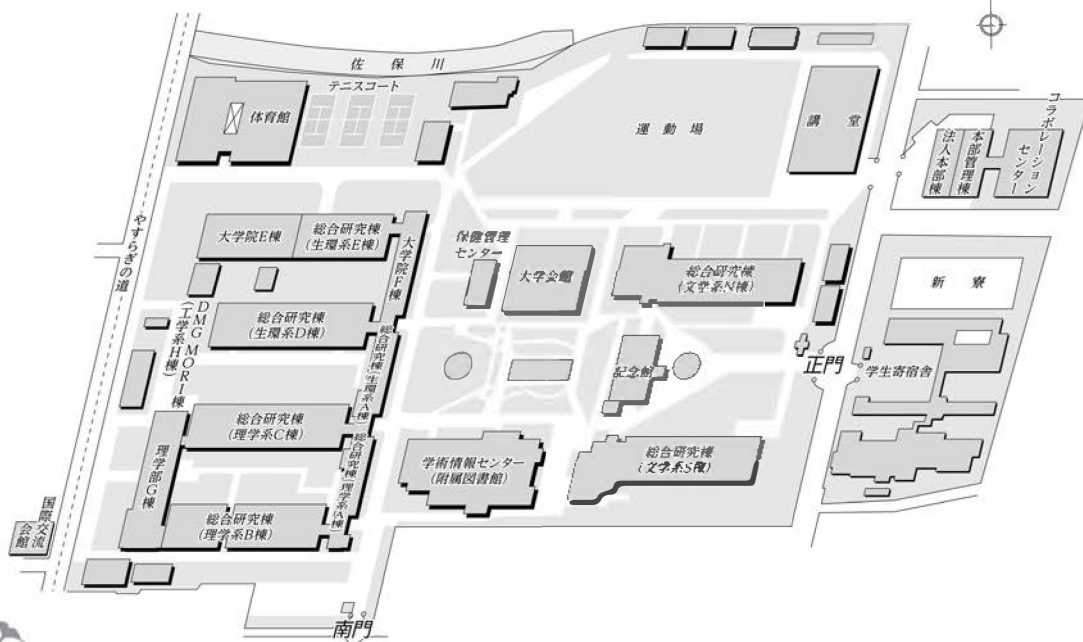 佐保川
テニスコート
体育館
運動場
講堂
コラボレーション
センター
本部管理棟
法人本部棟
やすらぎの道
大学院E棟
総合研究棟
(生環系E棟)
大学院F棟
保健管理
センター
大学会館
総合研究棟
(文学系N棟)
新寮
DMG MORI棟
(工学系H棟)
総合研究棟
(生環系D棟)
総合研究棟(生環系A棟)
記念館
正門
学生寄宿舎
総合研究棟
(理学系C棟)
理学部G棟
総合研究棟(理学系A棟)
学術情報センター
(附属図書館)
総合研究棟
(文学系S棟)
国際交流
会館
総合研究棟
(理学系B棟)
南門